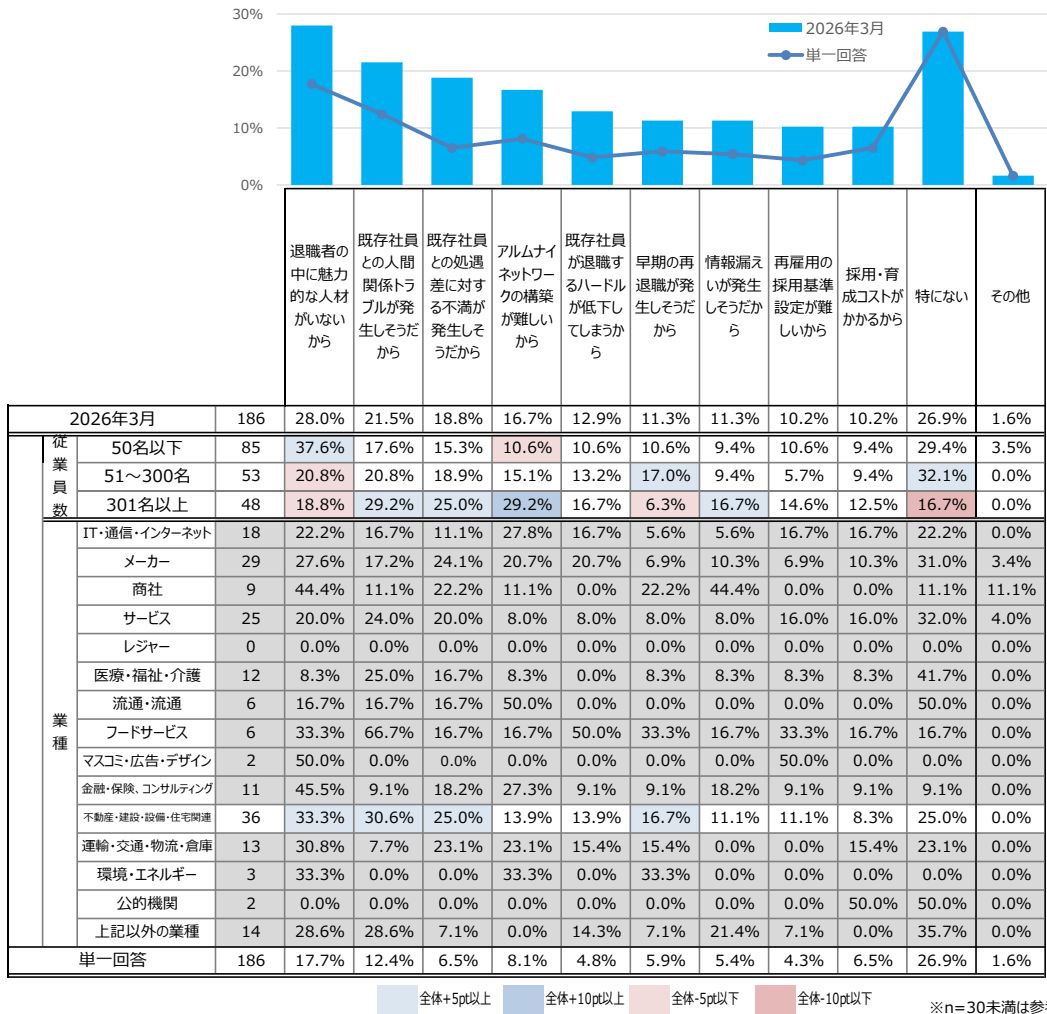 30%
20%
10%
0%
2026年3月
単一回答
退職者の中に魅力的な人材がいないから
既存社員との人間関係トラブルが発生しそうだから
既存社員との処遇差に対する不満が発生しそうだから
アルムナイネットワークの構築が難しいから
既存社員が退職するハードルが低下してしまうから
早期の再退職が発生しそうだから
情報漏えいが発生しそうだから
再雇用の採用基準設定が難しいから
採用・育成コストがかかるから
特にない
その他
2026年3月 186 28.0% 21.5% 18.8% 16.7% 12.9% 11.3% 11.3% 10.2% 10.2% 26.9% 1.6%
従業員数
50名以下 85 37.6% 17.6% 15.3% 10.6% 10.6% 10.6% 9.4% 10.6% 9.4% 29.4% 3.5%
51～300名 53 20.8% 20.8% 18.9% 15.1% 13.2% 17.0% 9.4% 5.7% 9.4% 32.1% 0.0%
301名以上 48 18.8% 29.2% 25.0% 29.2% 16.7% 6.3% 16.7% 14.6% 12.5% 16.7% 0.0%
業種
IT・通信・インターネット 18 22.2% 16.7% 11.1% 27.8% 16.7% 5.6% 5.6% 16.7% 16.7% 22.2% 0.0%
メーカー 29 27.6% 17.2% 24.1% 20.7% 20.7% 6.9% 10.3% 6.9% 10.3% 31.0% 3.4%
商社 9 44.4% 11.1% 22.2% 11.1% 0.0% 22.2% 44.4% 0.0% 0.0% 11.1% 11.1%
サービス 25 20.0% 24.0% 20.0% 8.0% 8.0% 8.0% 8.0% 16.0% 16.0% 32.0% 4.0%
レジャー 0 0.0% 0.0% 0.0% 0.0% 0.0% 0.0% 0.0% 0.0% 0.0% 0.0% 0.0%
医療・福祉・介護 12 8.3% 25.0% 16.7% 8.3% 0.0% 8.3% 8.3% 8.3% 8.3% 41.7% 0.0%
流通・流通 6 16.7% 16.7% 16.7% 50.0% 0.0% 0.0% 0.0% 0.0% 0.0% 50.0% 0.0%
フードサービス 6 33.3% 66.7% 16.7% 16.7% 50.0% 33.3% 16.7% 33.3% 16.7% 16.7% 0.0%
マスコミ・広告・デザイン 2 50.0% 0.0% 0.0% 0.0% 0.0% 0.0% 0.0% 50.0% 0.0% 0.0% 0.0%
金融・保険、コンサルティング 11 45.5% 9.1% 18.2% 27.3% 9.1% 9.1% 18.2% 9.1% 9.1% 9.1% 0.0%
不動産・建設・設備・住宅関連 36 33.3% 30.6% 25.0% 13.9% 13.9% 16.7% 11.1% 11.1% 8.3% 25.0% 0.0%
運輸・交通・物流・倉庫 13 30.8% 7.7% 23.1% 23.1% 15.4% 15.4% 0.0% 0.0% 15.4% 23.1% 0.0%
環境・エネルギー 3 33.3% 0.0% 0.0% 33.3% 0.0% 33.3% 0.0% 0.0% 0.0% 0.0% 0.0%
公的機関 2 0.0% 0.0% 0.0% 0.0% 0.0% 0.0% 0.0% 0.0% 50.0% 50.0% 0.0%
上記以外の業種 14 28.6% 28.6% 7.1% 0.0% 14.3% 7.1% 21.4% 7.1% 0.0% 35.7% 0.0%
単一回答 186 17.7% 12.4% 6.5% 8.1% 4.8% 5.9% 5.4% 4.3% 6.5% 26.9% 1.6%
全体+5pt以上 全体+10pt以上 全体-5pt以下 全体-10pt以下
※n=30未満は参